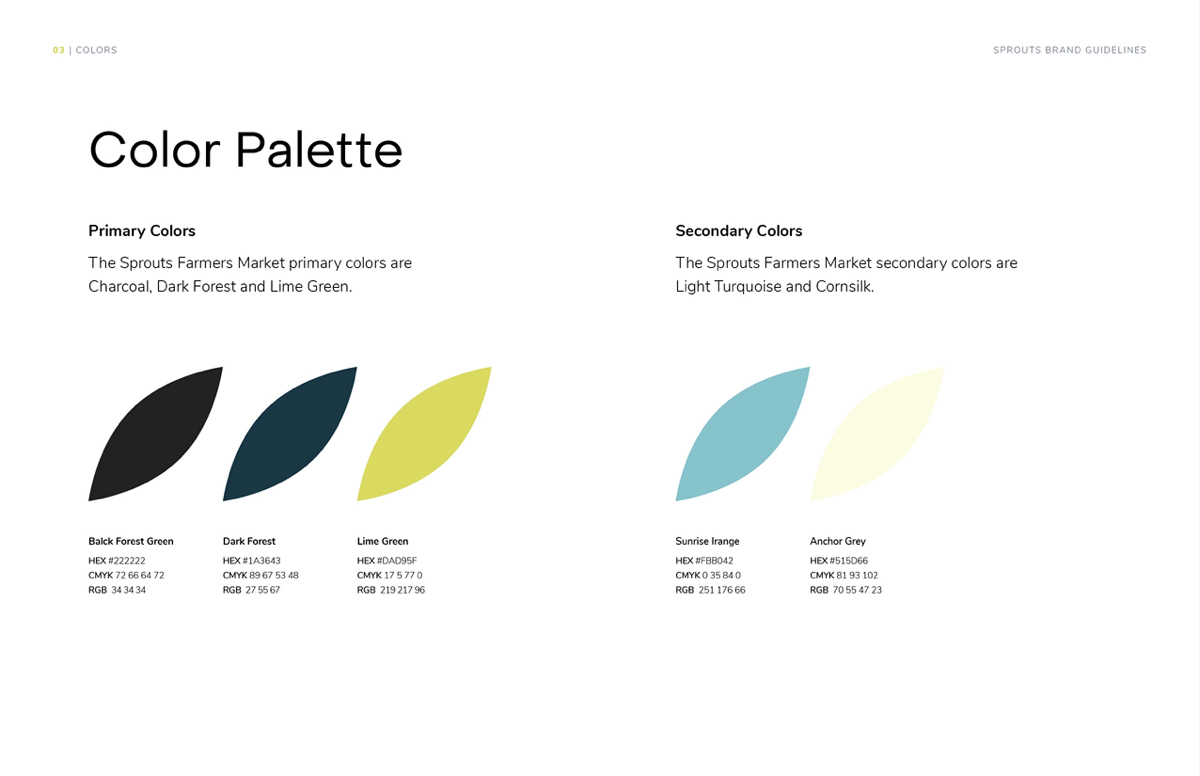 03 | COLORS
SPROUTS BRAND GUIDELINES
Color Palette
Primary Colors
The Sprouts Farmers Market primary colors are
Charcoal, Dark Forest and Lime Green.
Secondary Colors
The Sprouts Farmers Market secondary colors are
Light Turquoise and Cornsilk.
Balck Forest Green
HEX #222222
CMYK 72 66 64 72
RGB 34 34 34
Dark Forest
HEX #1A3643
CMYK 89 67 53 48
RGB 27 55 67
Lime Green
HEX #DAD95F
CMYK 17 5 77 0
RGB 219 217 96
Sunrise Irange
HEX #FBB042
CMYK 0 35 84 0
RGB 251 176 66
Anchor Grey
HEX #515D66
CMYK 81 93 102
RGB 70 55 47 23